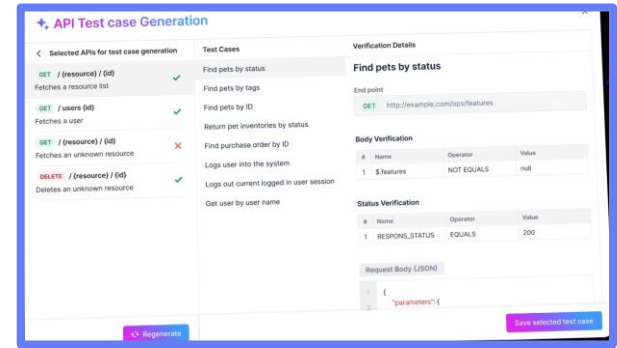 API Test case Generation
Selected APIs for test case generation
GET / {resource} / {id}
Fetches a resource list
GET / users {id}
Fetches a user
GET / {resource} / {id}
Fetches an unknown resource
DELETE / {resource} / {id}
Deletes an unknown resource
Regenerate
Test Cases
Find pets by status
Find pets by tags
Find pets by ID
Return pet inventories by status
Find purchase order by ID
Logs user into the system
Logs out current logged in user session
Get user by user name
Verification Details
Find pets by status
End point
GET http://example.com/ops/features
Body Verification
# Name Operator Value
1 $.features NOT EQUALS null
Status Verification
# Name Operator Value
1 RESPONS_STATUS EQUALS 200
Request Body (JSON)
1 {
2 "parameters": {
Save selected test case